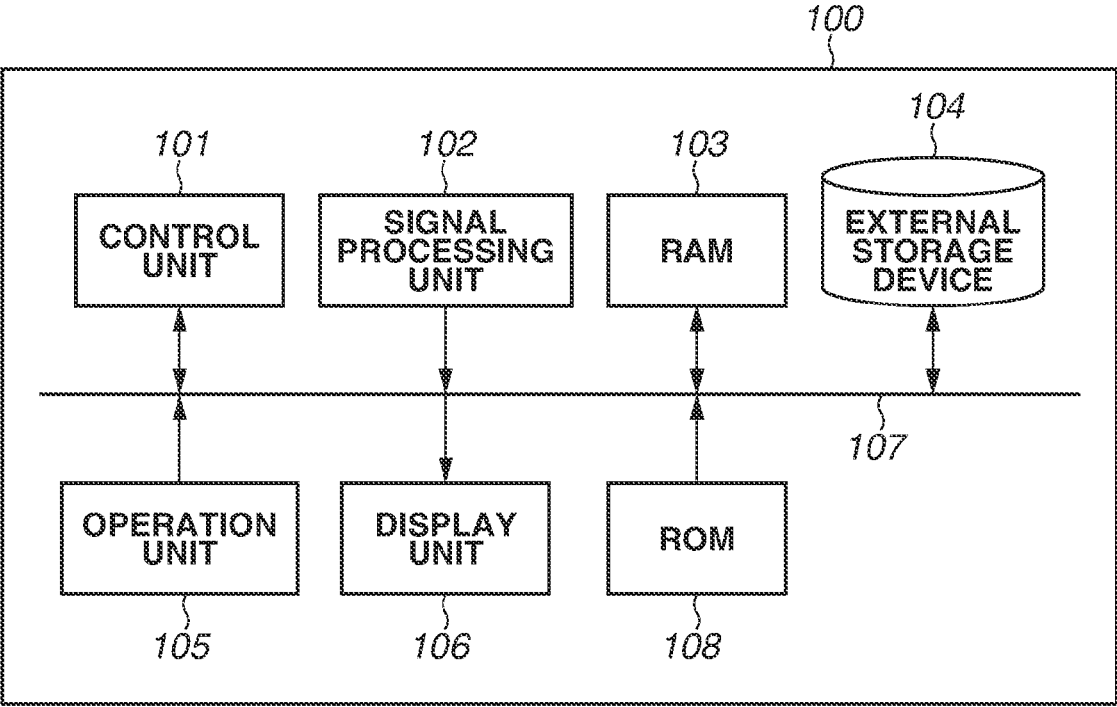 100
101
102
103
104
CONTROL
UNIT
SIGNAL
PROCESSING
UNIT
RAM
EXTERNAL
STORAGE
DEVICE
107
OPERATION
UNIT
DISPLAY
UNIT
ROM
105
106
108